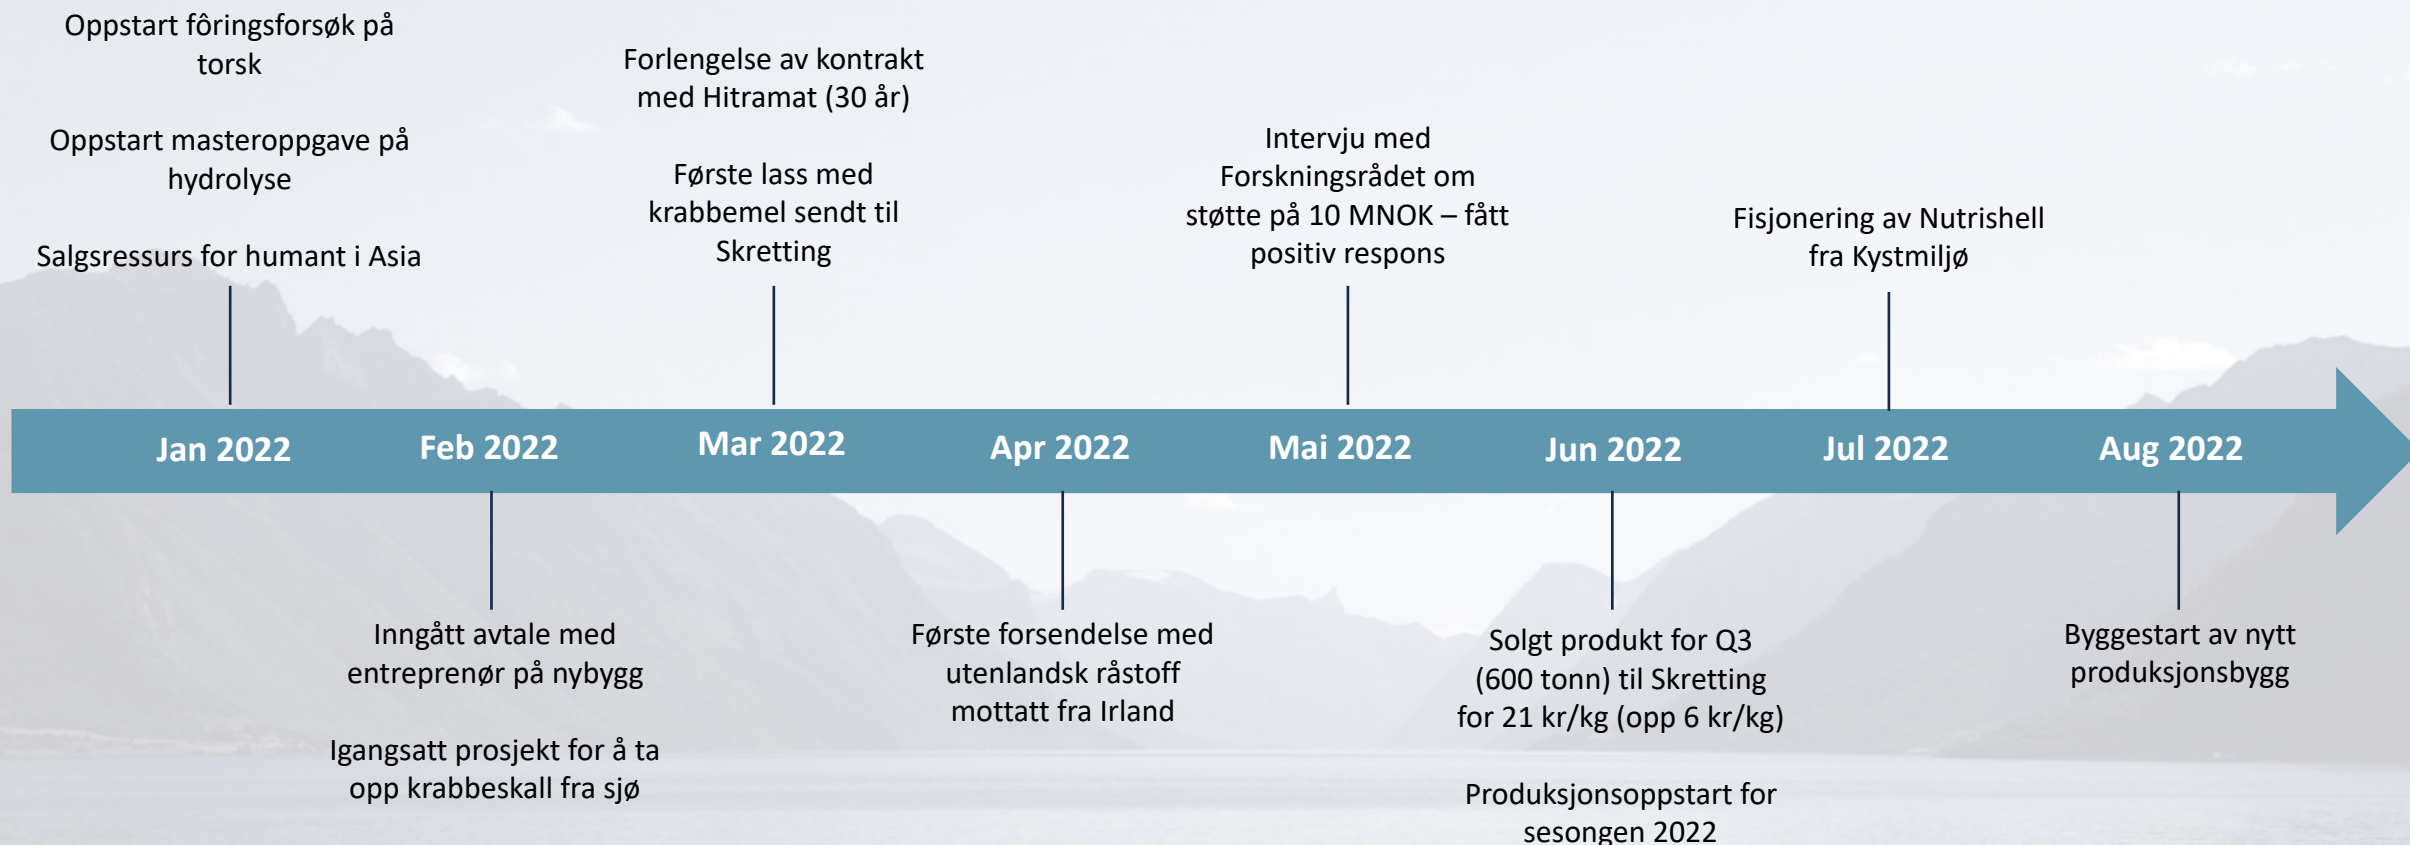 Oppstart fôringsforsøk på
torsk
Oppstart masteroppgave på
hydrolyse
Salgsressurs for humant i Asia
Forlengelse av kontrakt
med Hitramat (30 år)
Første lass med
krabbemel sendt til
Skretting
Intervju med
Forskningsrådet om
støtte på 10 MNOK – fått
positiv respons
Fisjonering av Nutrishell
fra Kystmiljø
Jan 2022
Feb 2022
Mar 2022
Apr 2022
Mai 2022
Jun 2022
Jul 2022
Aug 2022
Inngått avtale med
entreprenør på nybygg
Igangsatt prosjekt for å ta
opp krabbeskall fra sjø
Første forsendelse med
utenlandsk råstoff
mottatt fra Irland
Solgt produkt for Q3
(600 tonn) til Skretting
for 21 kr/kg (opp 6 kr/kg)
Produksjonsoppstart for
sesongen 2022
Byggestart av nytt
produksjonsbygg